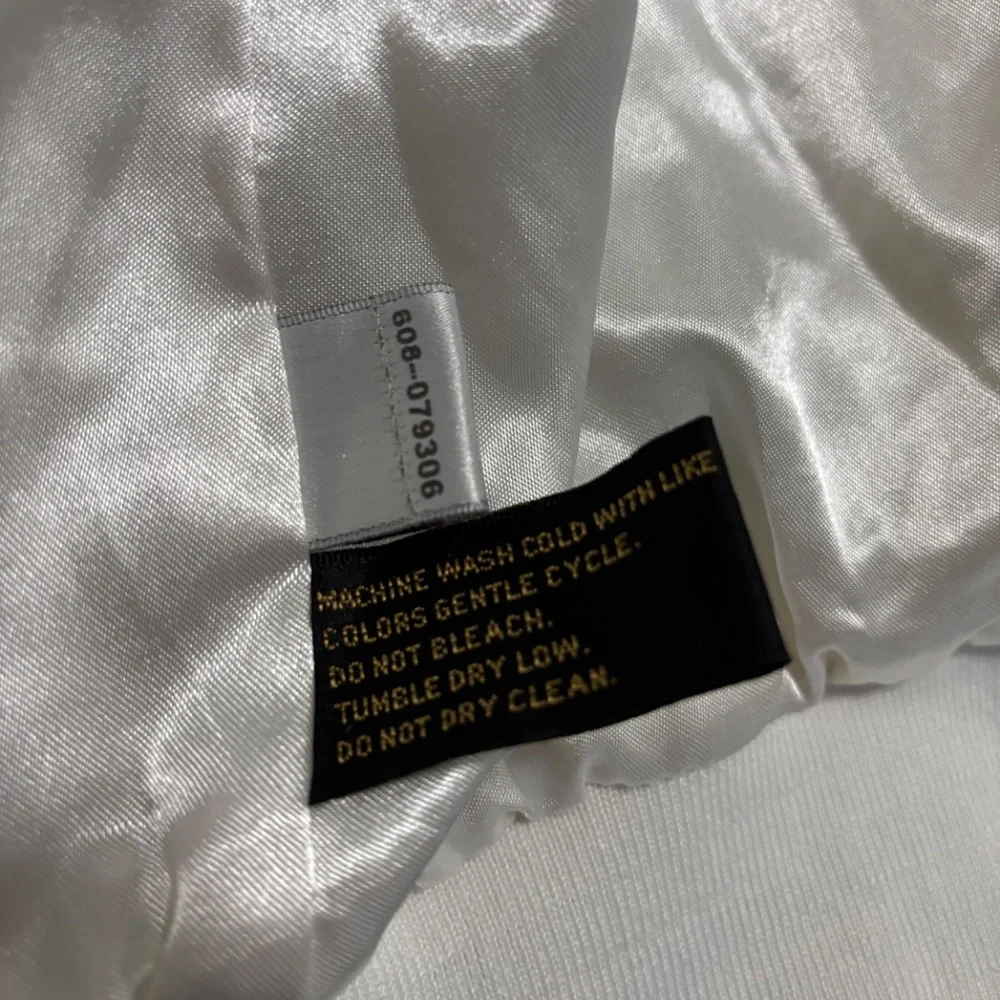 608-079306
MACHINE WASH COLD WITH LIKE
COLORS GENTLE CYCLE.
DO NOT BLEACH.
TUMBLE DRY LOW.
DO NOT DRY CLEAN.